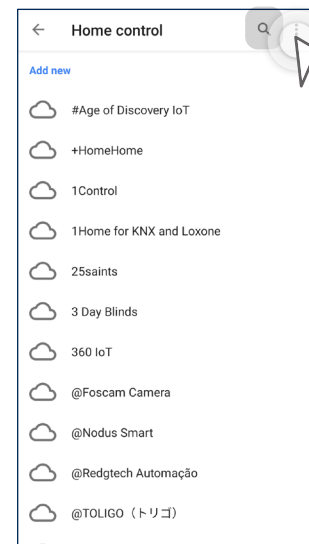 Home control
Add new
#Age of Discovery IoT
+HomeHome
1Control
1Home for KNX and Loxone
25saints
3 Day Blinds
360 IoT
@Foscam Camera
@Nodus Smart
@Redgtech Automação
@TOLIGO（トリゴ）